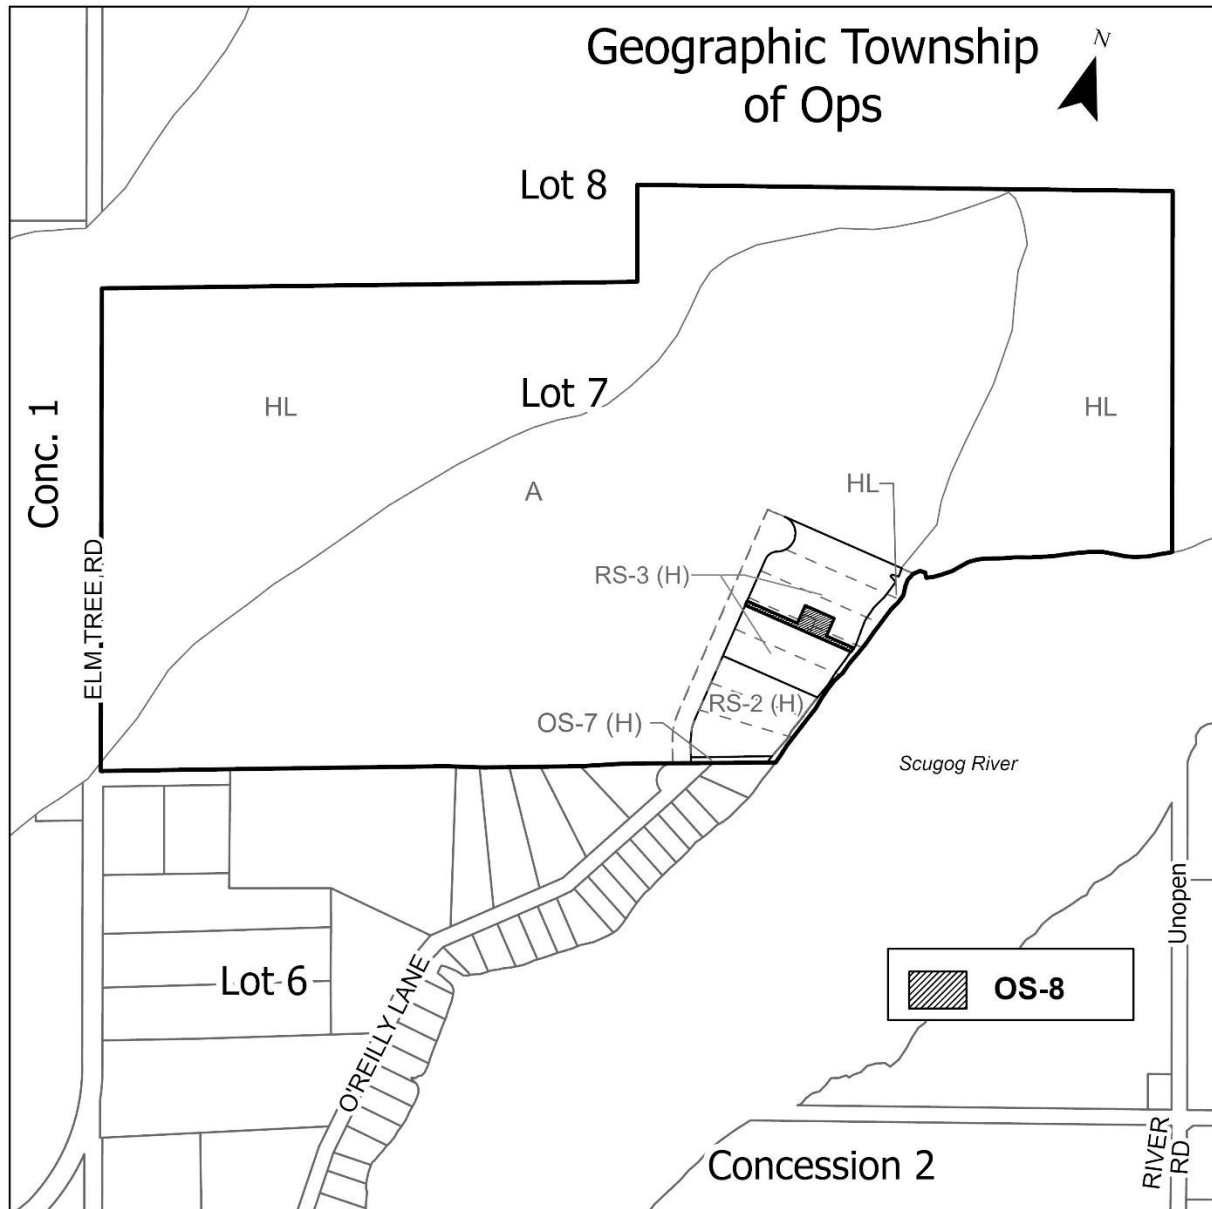 Geographic Township
of Ops
N
Lot 8
Lot 7
HL
HL
Conc. 1
A
HL
ELM TREE RD
RS-3 (H)
RS-2 (H)
OS-7 (H)
Scugog River
Unopen
Lot 6
O'REILLY LANE
OS-8
RIVER
RD
Concession 2